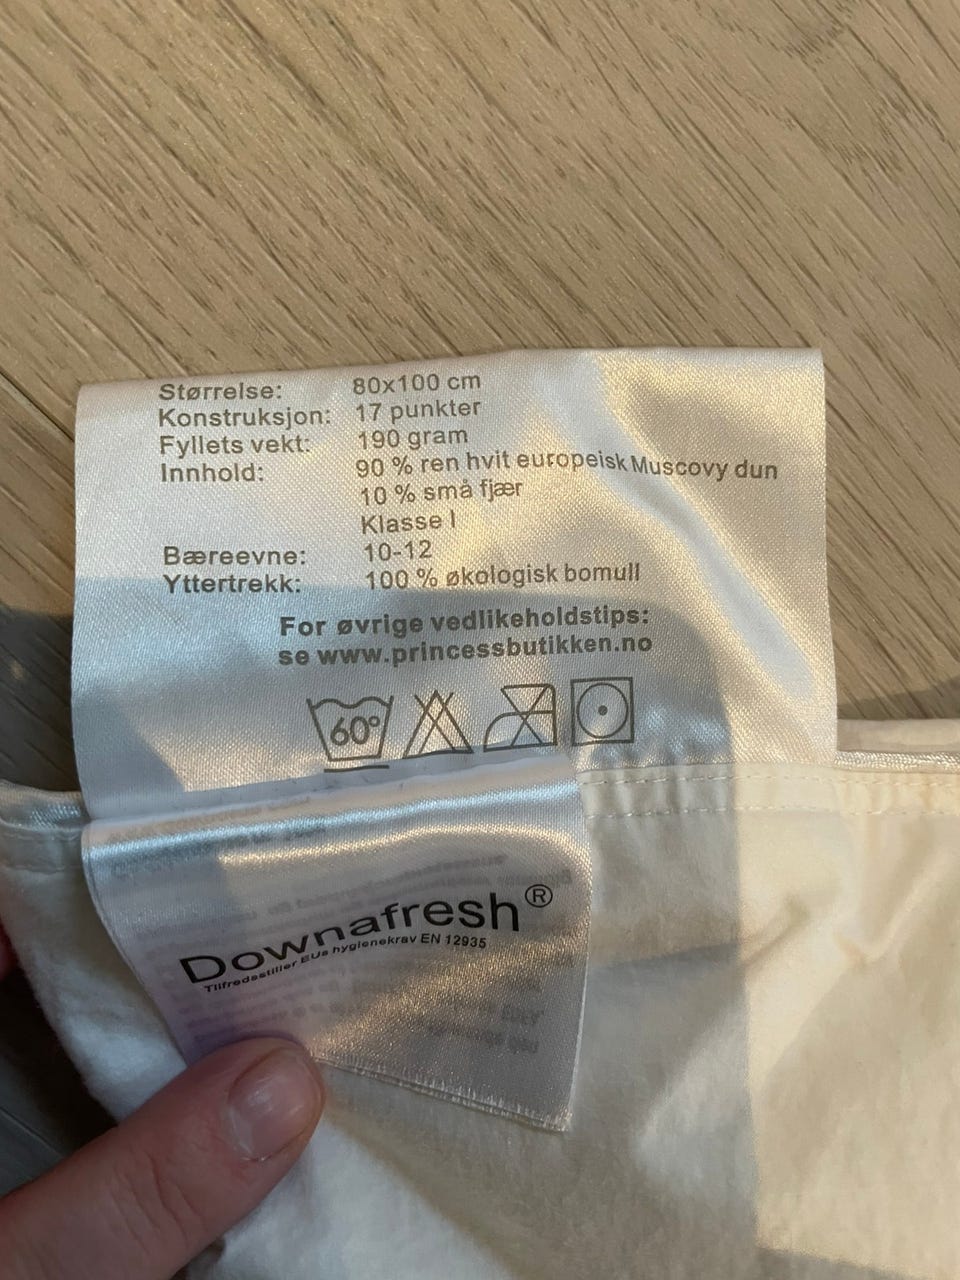 Størrelse: 80x100 cm
Konstruksjon: 17 punkter
Fyllets vekt: 190 gram
Innhold: 90 % ren hvit europeisk Muscovy dun
10 % små fjær
Klasse I
Bæreevne: 10-12
Yttertrekk: 100 % økologisk bomull
For øvrige vedlikeholdstips:
se www.princessbutikken.no
60°
Downafresh®
Tilfredsstiller EUs hygienekrav EN 12935